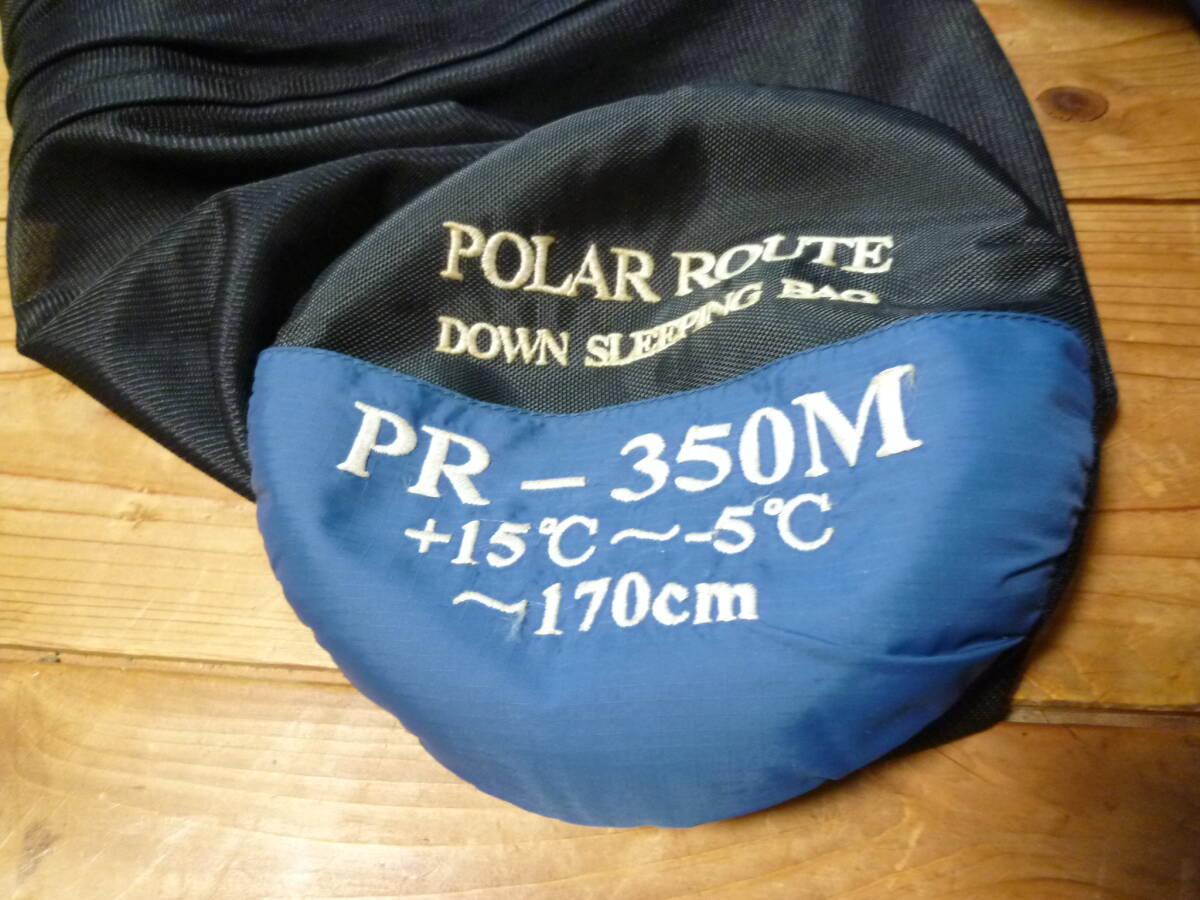 POLAR ROUTE
DOWN SLEEPING BAG
PR-350M
+15℃～-5℃
～170cm